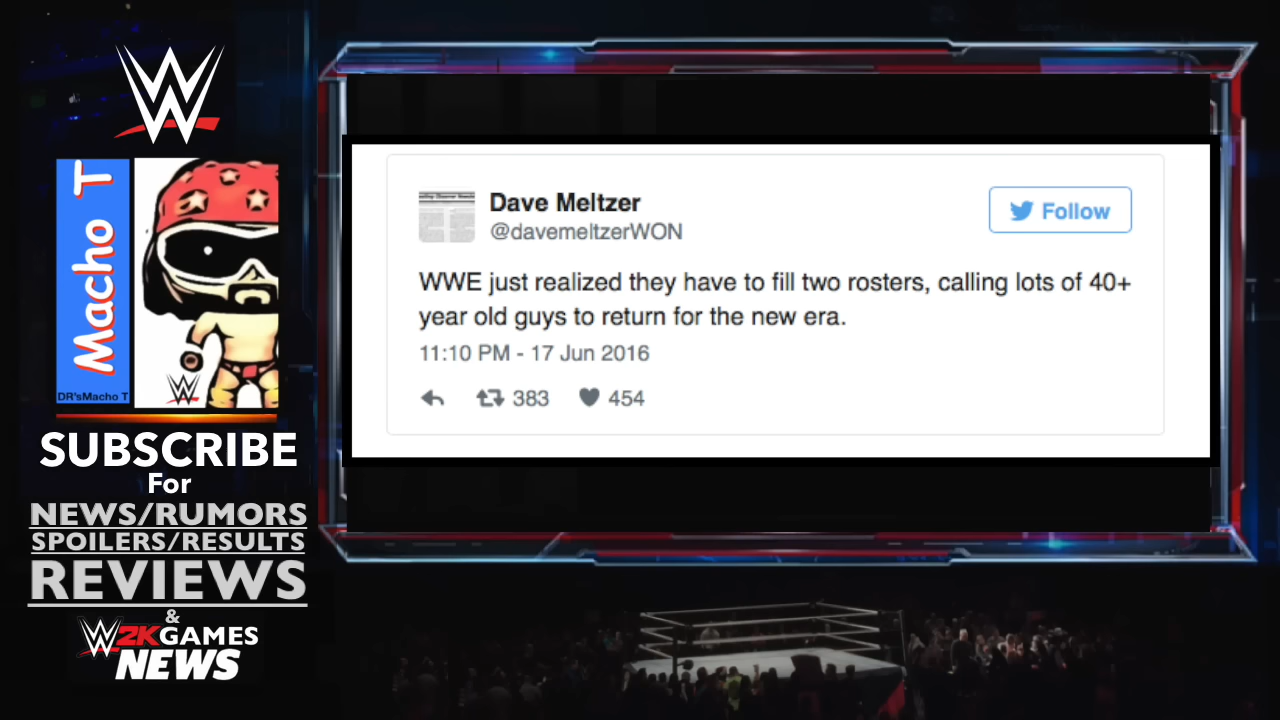 W
Macho T
DR'sMacho T
W
SUBSCRIBE
For
NEWS/RUMORS
SPOILERS/RESULTS
REVIEWS
&
W2KGAMES
NEWS
Dave Meltzer
@davemeltzerWON
Follow
WWE just realized they have to fill two rosters, calling lots of 40+
year old guys to return for the new era.
11:10 PM - 17 Jun 2016
383 454